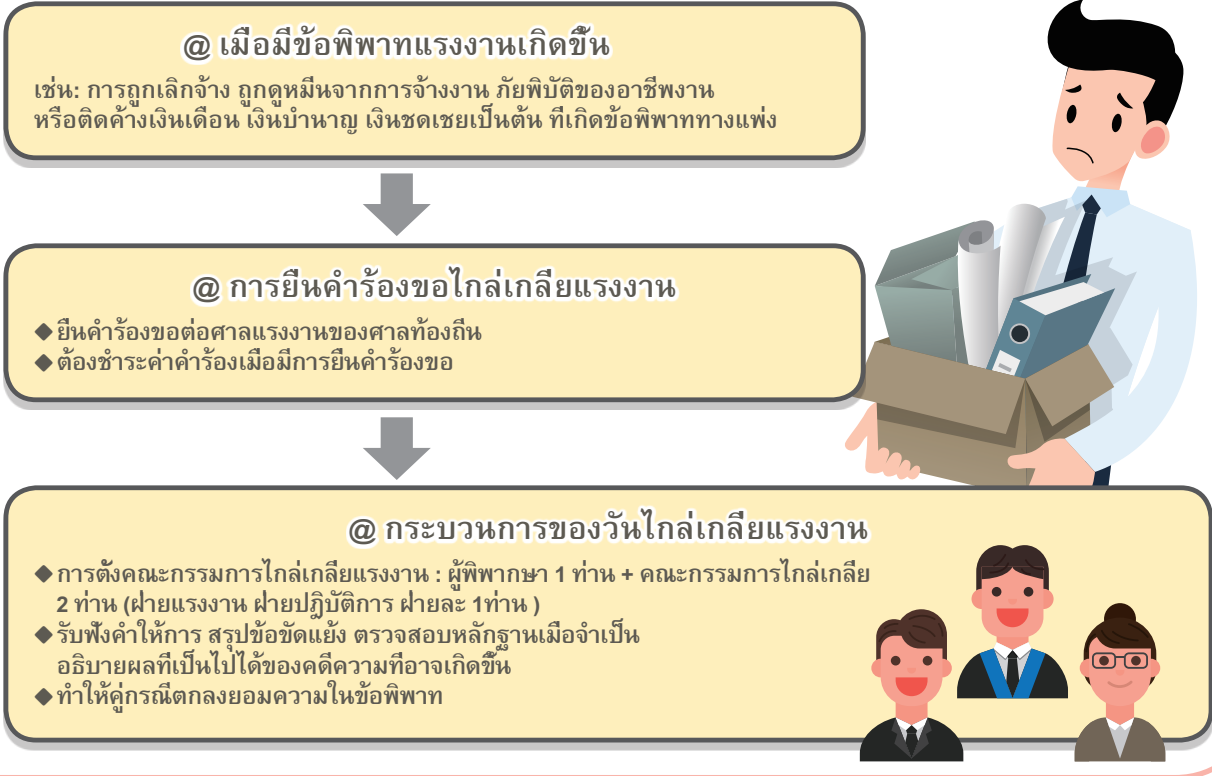 @ เมื่อมีข้อพิพาทแรงงานเกิดขึ้น
เช่น: การถูกเลิกจ้าง ถูกดูหมิ่นจากการจ้างงาน ภัยพิบัติของอาชีพงาน
หรือติดค้างเงินเดือน เงินบำนาญ เงินชดเชยเป็นต้น ที่เกิดข้อพิพาททางแพ่ง
@ การยื่นคำร้องขอไกล่เกลี่ยแรงงาน
◆ ยื่นคำร้องขอต่อศาลแรงงานของศาลท้องถิ่น
◆ ต้องชำระค่าคำร้องเมื่อมีการยื่นคำร้องขอ
@ กระบวนการของวันไกล่เกลี่ยแรงงาน
◆ การตั้งคณะกรรมการไกล่เกลี่ยแรงงาน : ผู้พิพากษา 1 ท่าน + คณะกรรมการไกล่เกลี่ย
2 ท่าน (ฝ่ายแรงงาน ฝ่ายปฏิบัติการ ฝ่ายละ 1ท่าน )
◆ รับฟังคำให้การ สรุปข้อขัดแย้ง ตรวจสอบหลักฐานเมื่อจำเป็น
อธิบายผลที่เป็นไปได้ของคดีความที่อาจเกิดขึ้น
◆ ทำให้คู่กรณีตกลงยอมความในข้อพิพาท